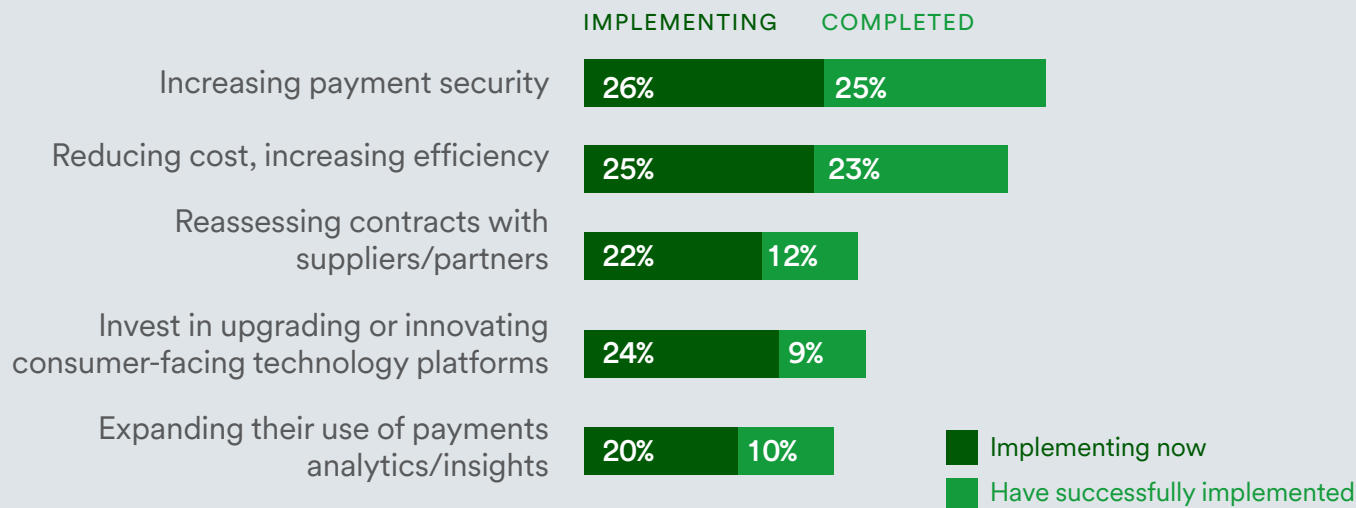 IMPLEMENTING COMPLETED
Increasing payment security 26% 25%
Reducing cost, increasing efficiency 25% 23%
Reassessing contracts with
suppliers/partners 22% 12%
Invest in upgrading or innovating
consumer-facing technology platforms 24% 9%
Expanding their use of payments
analytics/insights 20% 10%
Implementing now
Have successfully implemented